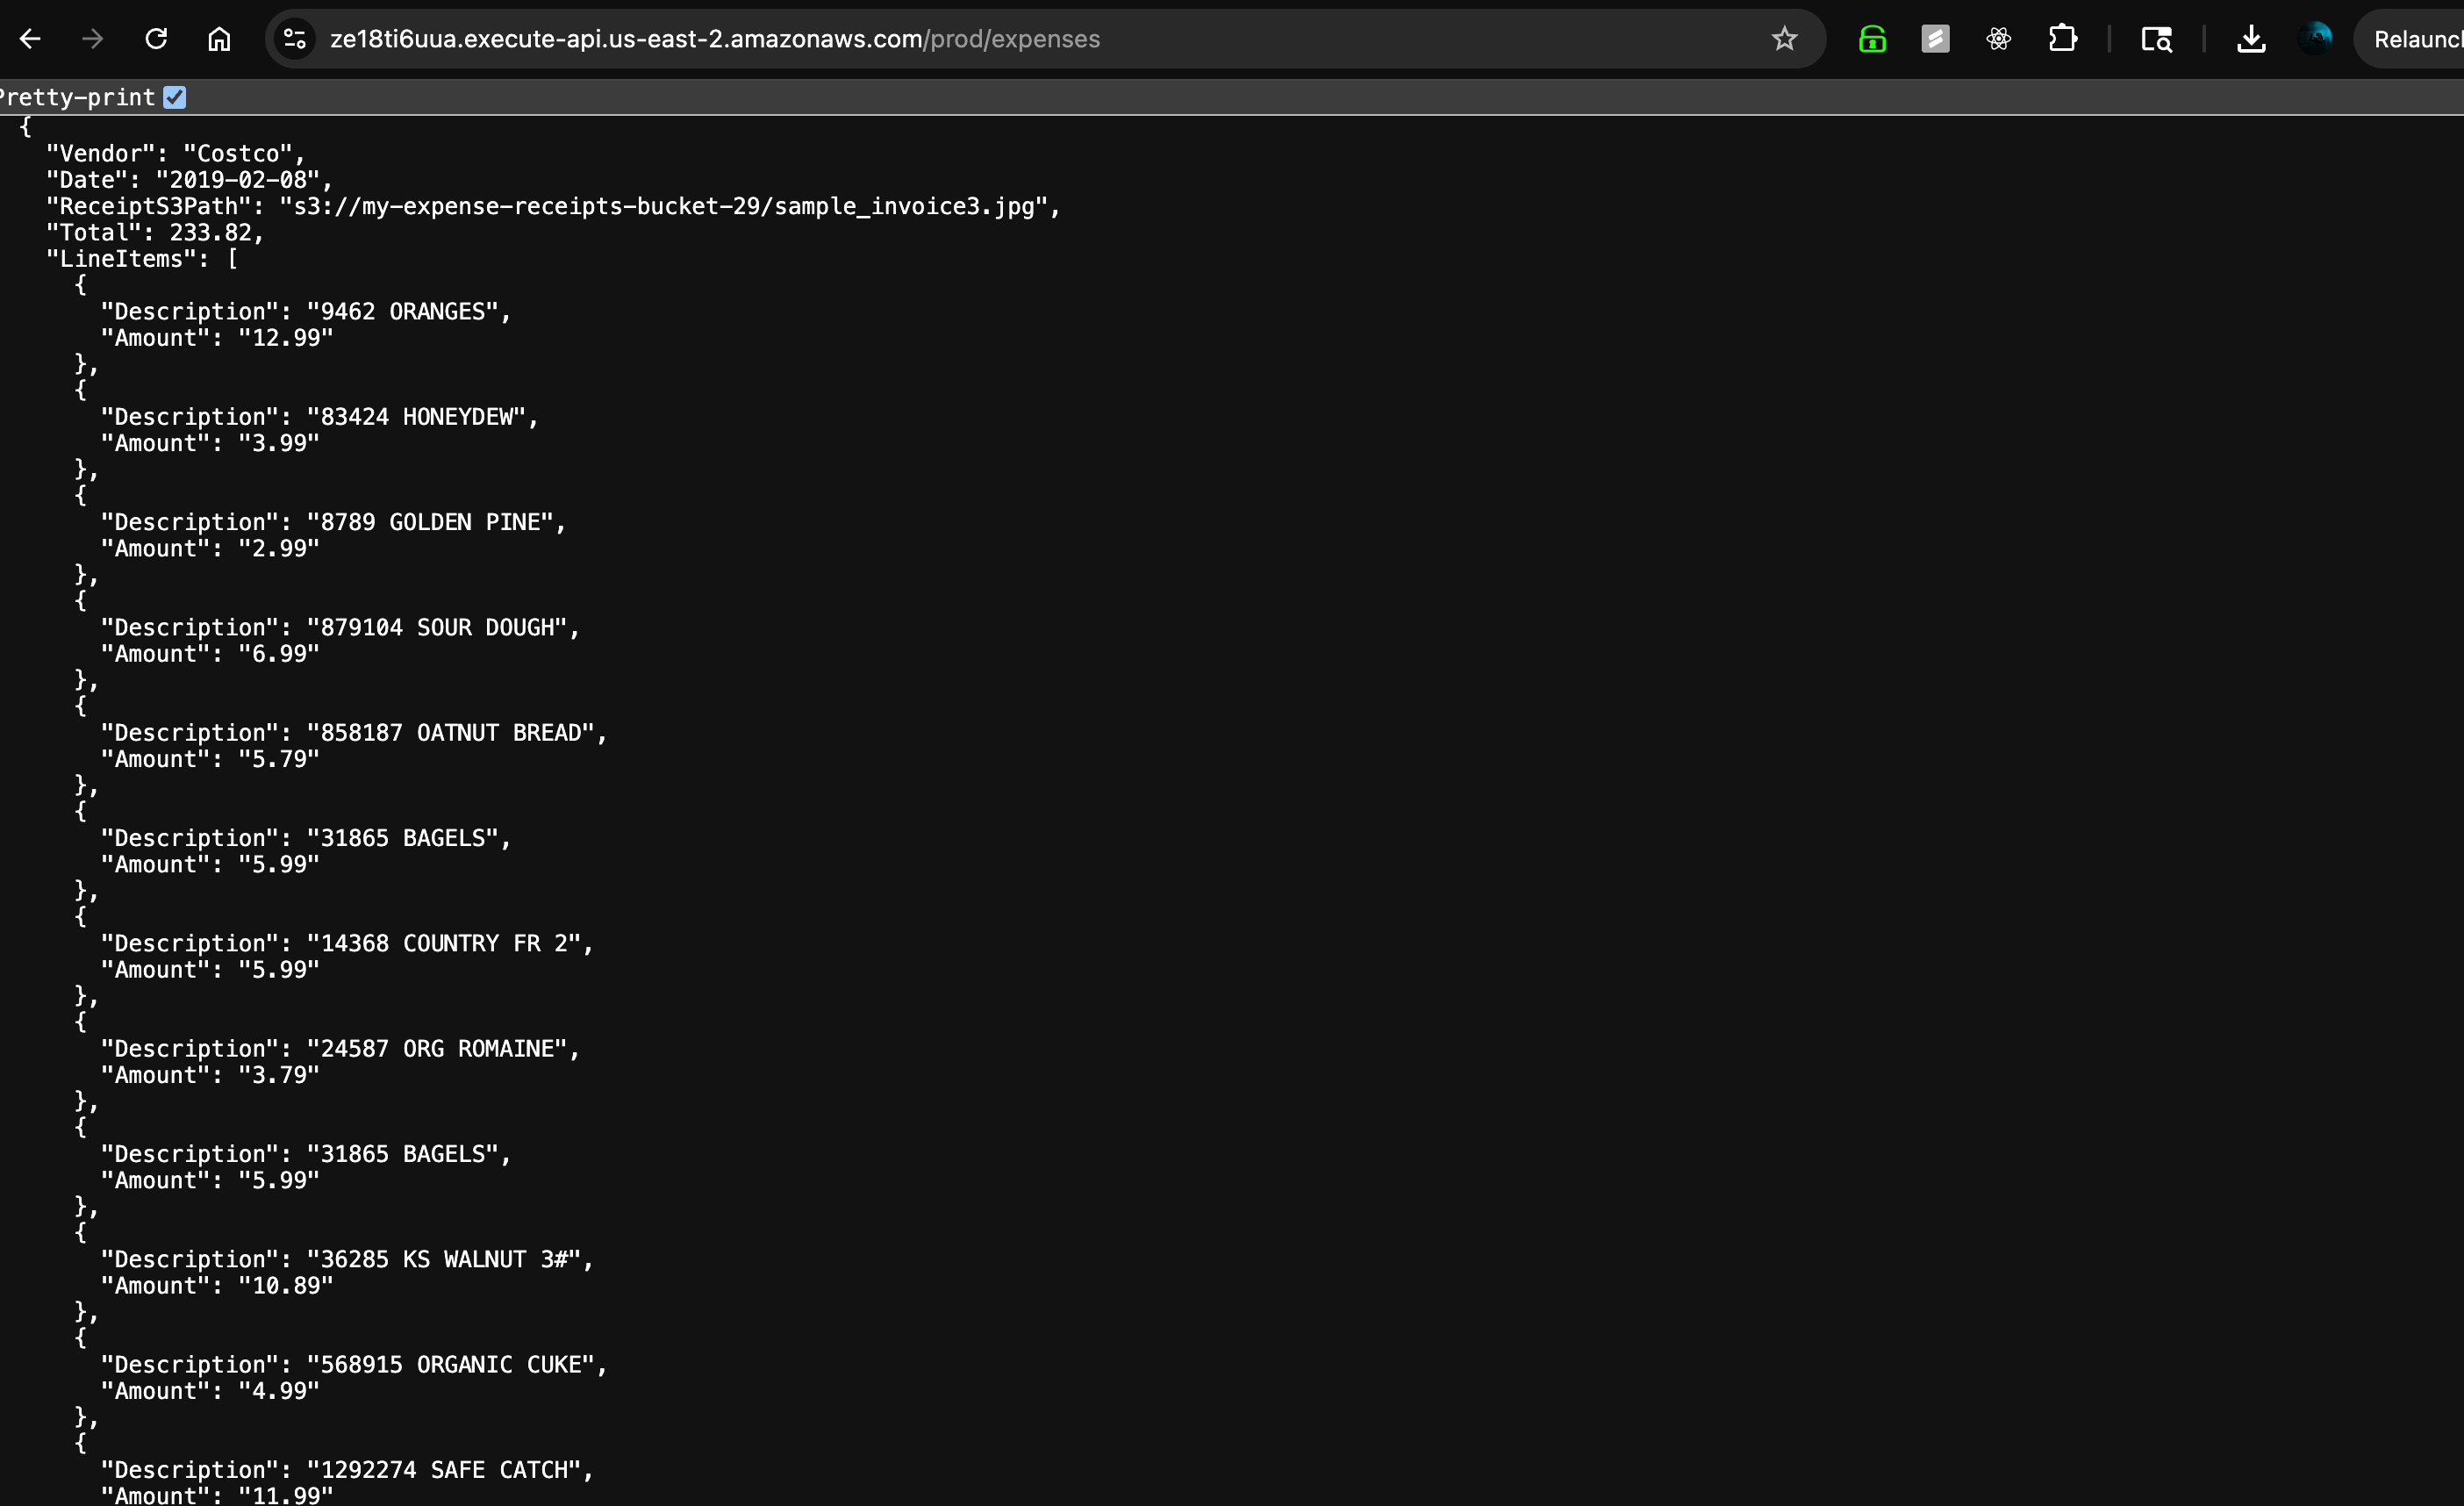 ze18ti6uua.execute-api.us-east-2.amazonaws.com/prod/expenses
Relaunch
Pretty-print
{
"Vendor": "Costco",
"Date": "2019-02-08",
"ReceiptS3Path": "s3://my-expense-receipts-bucket-29/sample_invoice3.jpg",
"Total": 233.82,
"LineItems": [
{
"Description": "9462 ORANGES",
"Amount": "12.99"
},
{
"Description": "83424 HONEYDEW",
"Amount": "3.99"
},
{
"Description": "8789 GOLDEN PINE",
"Amount": "2.99"
},
{
"Description": "879104 SOUR DOUGH",
"Amount": "6.99"
},
{
"Description": "858187 OATNUT BREAD",
"Amount": "5.79"
},
{
"Description": "31865 BAGELS",
"Amount": "5.99"
},
{
"Description": "14368 COUNTRY FR 2",
"Amount": "5.99"
},
{
"Description": "24587 ORG ROMAINE",
"Amount": "3.79"
},
{
"Description": "31865 BAGELS",
"Amount": "5.99"
},
{
"Description": "36285 KS WALNUT 3#",
"Amount": "10.89"
},
{
"Description": "568915 ORGANIC CUKE",
"Amount": "4.99"
},
{
"Description": "1292274 SAFE CATCH",
"Amount": "11.99"